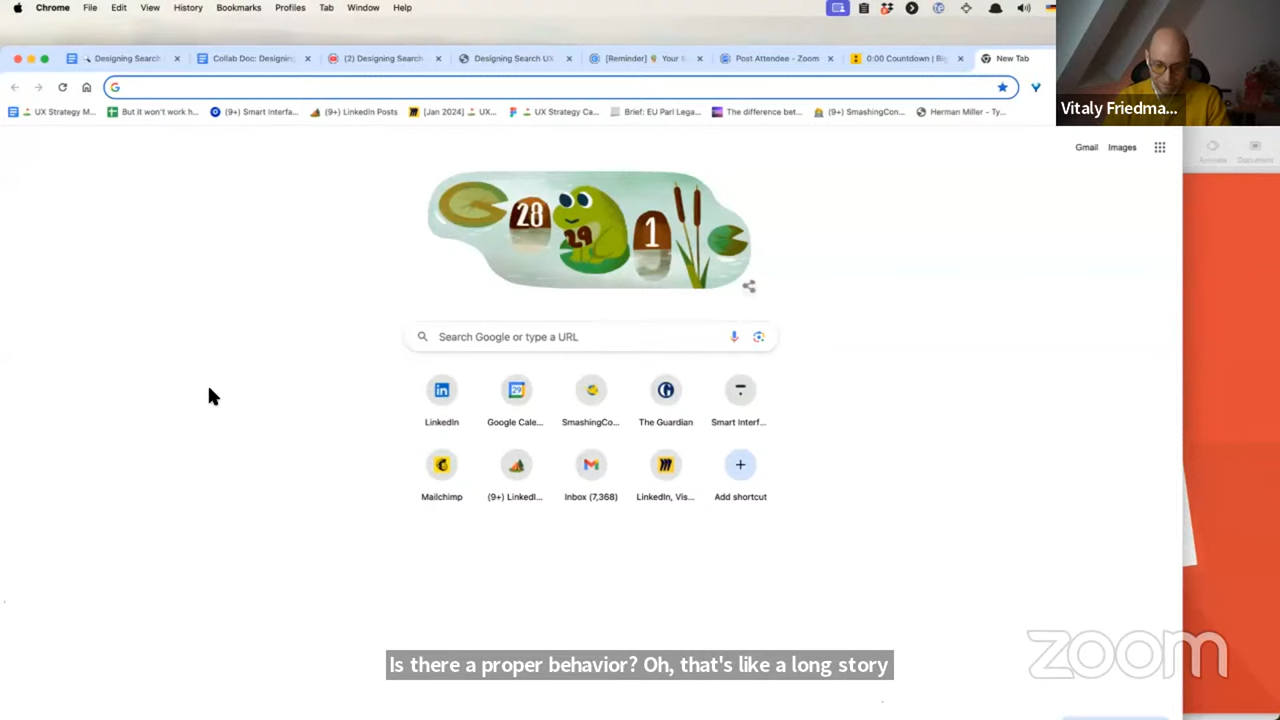 Chrome File Edit View History Bookmarks Profiles Tab Window Help
Designing Search
Collab Doc: Designing
(2) Designing Search
Designing Search UX
[Reminder]
Post Attendee - Zoom
0:00 Countdown | Big
New Tab
UX Strategy M...
But it won't work h...
(9+) Smart Interfa...
(9+) LinkedIn Posts
[Jan 2024] UX...
UX Strategy Ca...
Brief: EU Parl Lega...
The difference bet...
(9+) SmashingCon...
Herman Miller - Ty...
Vitaly Friedma...
Gmail Images
Annotate Document
28 29 1
Search Google or type a URL
LinkedIn
Google Cale...
SmashingCo...
The Guardian
Smart Interf...
Mailchimp
(9+) LinkedI...
Inbox (7,368)
LinkedIn, Vis...
Add shortcut
Is there a proper behavior? Oh, that's like a long story
zoom